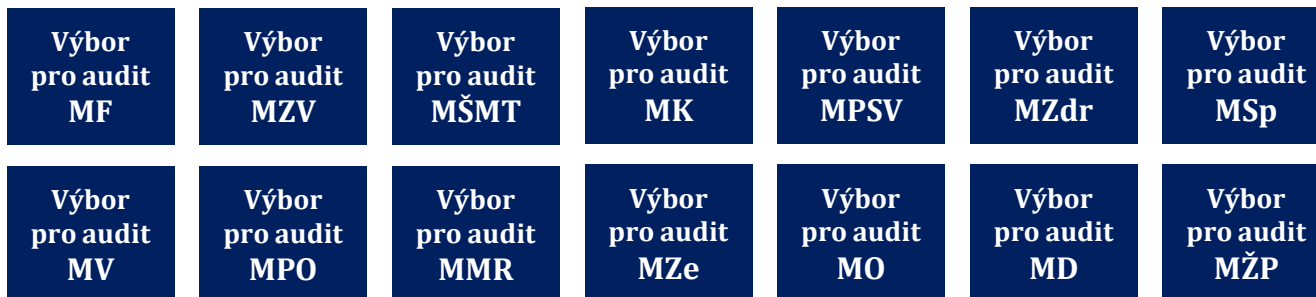 Výbor
pro audit
MF
Výbor
pro audit
MZV
Výbor
pro audit
MŠMT
Výbor
pro audit
MK
Výbor
pro audit
MPSV
Výbor
pro audit
MZdr
Výbor
pro audit
MSp
Výbor
pro audit
MV
Výbor
pro audit
MPO
Výbor
pro audit
MMR
Výbor
pro audit
MZe
Výbor
pro audit
MO
Výbor
pro audit
MD
Výbor
pro audit
MŽP